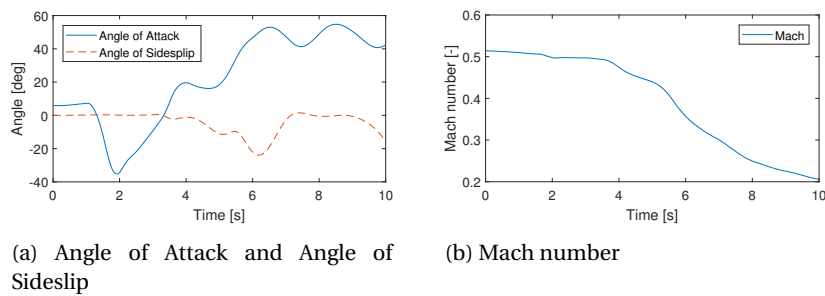 60
40
20
0
-20
-40
Angle [deg]
Angle of Attack
Angle of Sidesplip
0 2 4 6 8 10
Time [s]
0.6
0.5
0.4
0.3
0.2
Mach number [-]
Mach
0 2 4 6 8 10
Time [s]
(a) Angle of Attack and Angle of
Sideslip
(b) Mach number